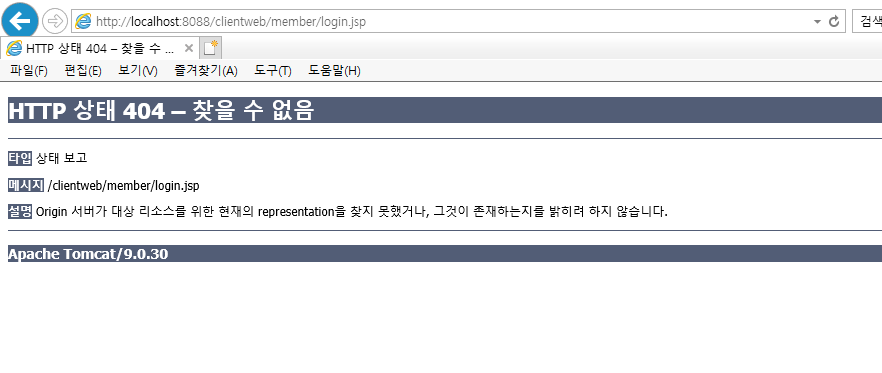 http://localhost:8088/clientweb/member/login.jsp 검색
HTTP 상태 404 – 찾을 수 ...
파일(F) 편집(E) 보기(V) 즐겨찾기(A) 도구(T) 도움말(H)
HTTP 상태 404 – 찾을 수 없음
타입 상태 보고
메시지 /clientweb/member/login.jsp
설명 Origin 서버가 대상 리소스를 위한 현재의 representation을 찾지 못했거나, 그것이 존재하는지를 밝히려 하지 않습니다.
Apache Tomcat/9.0.30